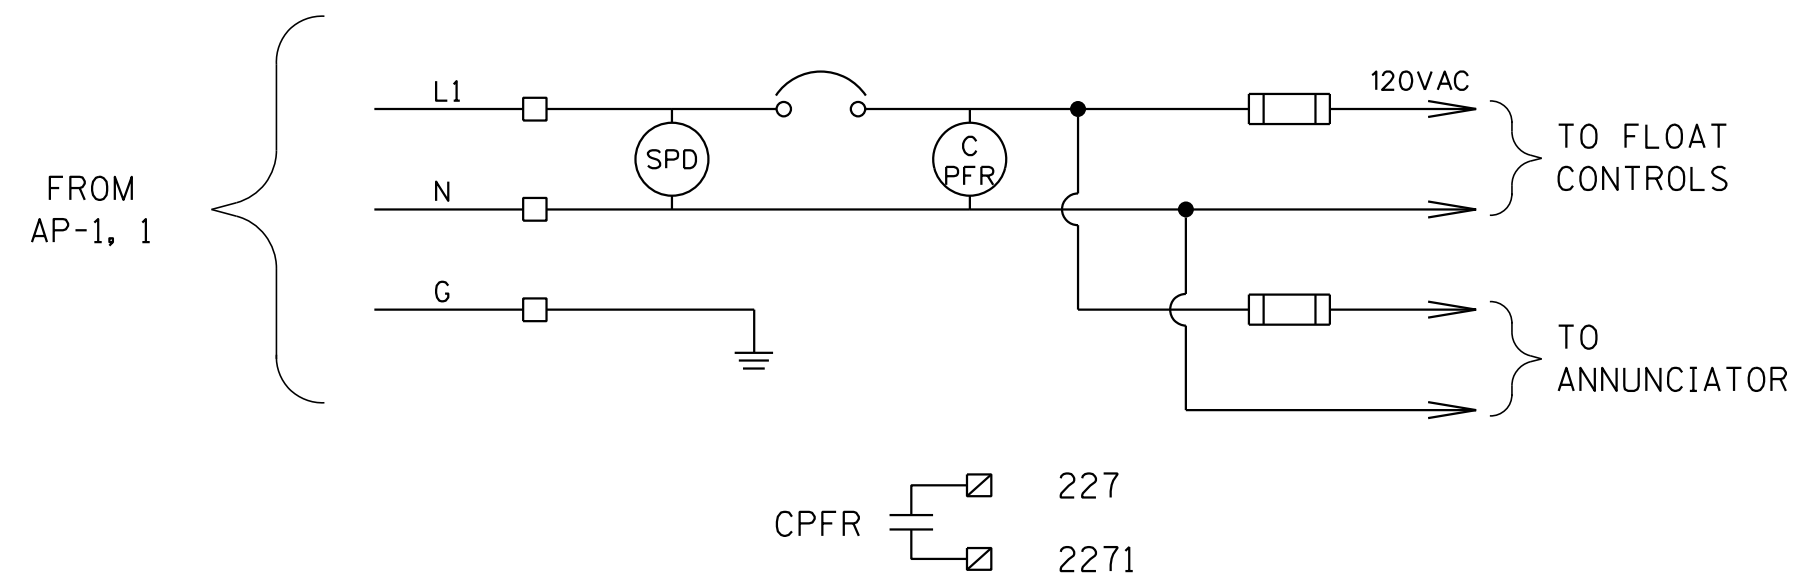 L1
120VAC
TO FLOAT
CONTROLS
SPD
C
PFR
FROM
AP-1, 1
N
G
TO
ANNUNCIATOR
CPFR
227
2271